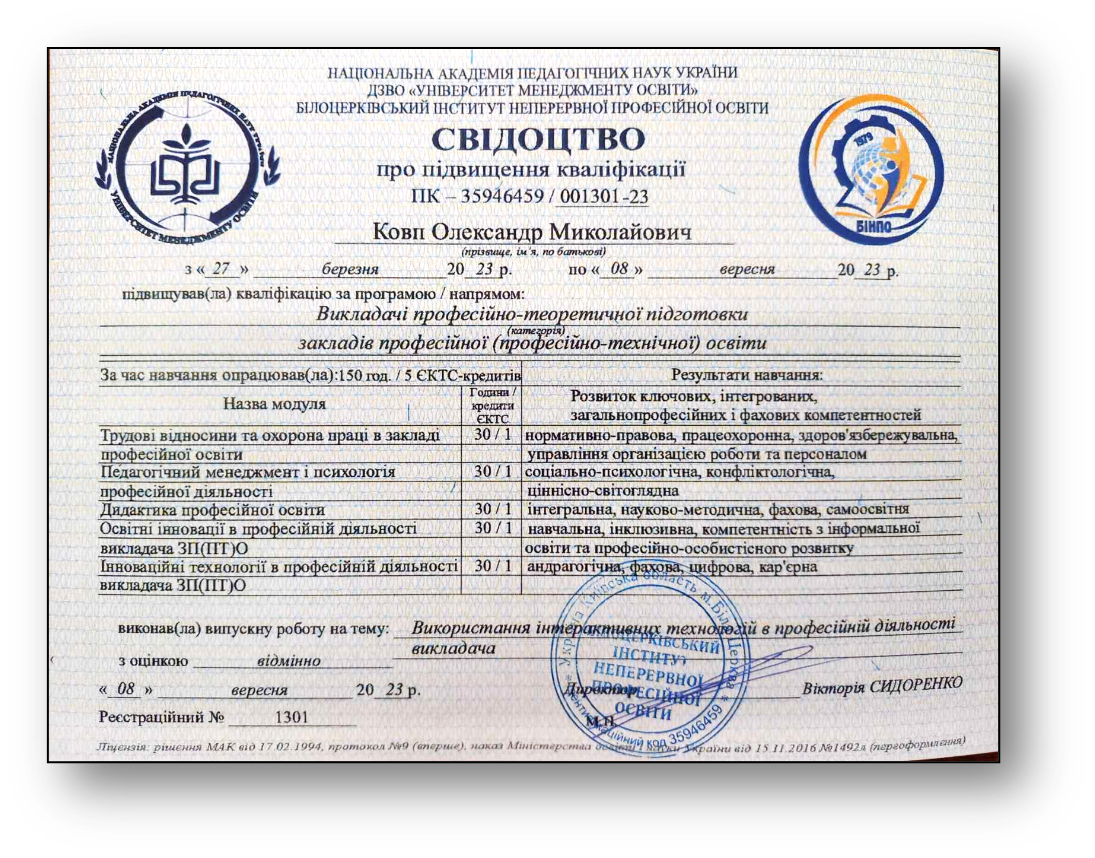 НАЦІОНАЛЬНА АКАДЕМІЯ ПЕДАГОГІЧНИХ НАУК УКРАЇНИ
ДЗВО «УНІВЕРСИТЕТ МЕНЕДЖМЕНТУ ОСВІТИ»
БІЛОЦЕРКІВСЬКИЙ ІНСТИТУТ НЕПЕРЕРВНОЇ ПРОФЕСІЙНОЇ ОСВІТИ
НАЦІОНАЛЬНА АКАДЕМІЯ ПЕДАГОГІЧНИХ НАУК УКРАЇНИ
УНІВЕРСИТЕТ МЕНЕДЖМЕНТУ ОСВІТИ
1979
БІНПО
СВІДОЦТВО
про підвищення кваліфікації
ПК – 35946459 / 001301-23
Ковп Олександр Миколайович
(прізвище, ім'я, по батькові)
з « 27 » березня 20 23 р. по « 08 » вересня 20 23 р.
підвищував(ла) кваліфікацію за програмою / напрямом:
Викладачі професійно-теоретичної підготовки
(категорія)
закладів професійної (професійно-технічної) освіти
За час навчання опрацював(ла):150 год. / 5 ЄКТС-кредитів Результати навчання:
Назва модуля Години / кредити ЄКТС Розвиток ключових, інтегрованих,
загальнопрофесійних і фахових компетентностей
Трудові відносини та охорона праці в закладі 30 / 1 нормативно-правова, працеохоронна, здоров'язбережувальна,
професійної освіти управління організацією роботи та персоналом
Педагогічний менеджмент і психологія 30 / 1 соціально-психологічна, конфліктологічна,
професійної діяльності ціннісно-світоглядна
Дидактика професійної освіти 30 / 1 інтегральна, науково-методична, фахова, самоосвітня
Освітні інновації в професійній діяльності 30 / 1 навчальна, інклюзивна, компетентність з інформальної
викладача ЗП(ПТ)О освіти та професійно-особистісного розвитку
Інноваційні технології в професійній діяльності 30 / 1 андрагогічна, фахова, цифрова, кар'єрна
викладача ЗП(ПТ)О
виконав(ла) випускну роботу на тему: Використання інтерактивних технологій в професійній діяльності
викладача
з оцінкою відмінно
« 08 » вересня 20 23 р. Директор Вікторія СИДОРЕНКО
Реєстраційний № 1301 М.П.
Україна Київська область м.Біла Церква
БІЛОЦЕРКІВСЬКИЙ
ІНСТИТУТ
НЕПЕРЕРВНОЇ
ПРОФЕСІЙНОЇ
ОСВІТИ
Ідентифікаційний код 35946459
Ліцензія: рішення МАК від 17.02.1994, протокол №9 (вперше), наказ Міністерства освіти і науки України від 15.11.2016 №1492л (переоформлення)